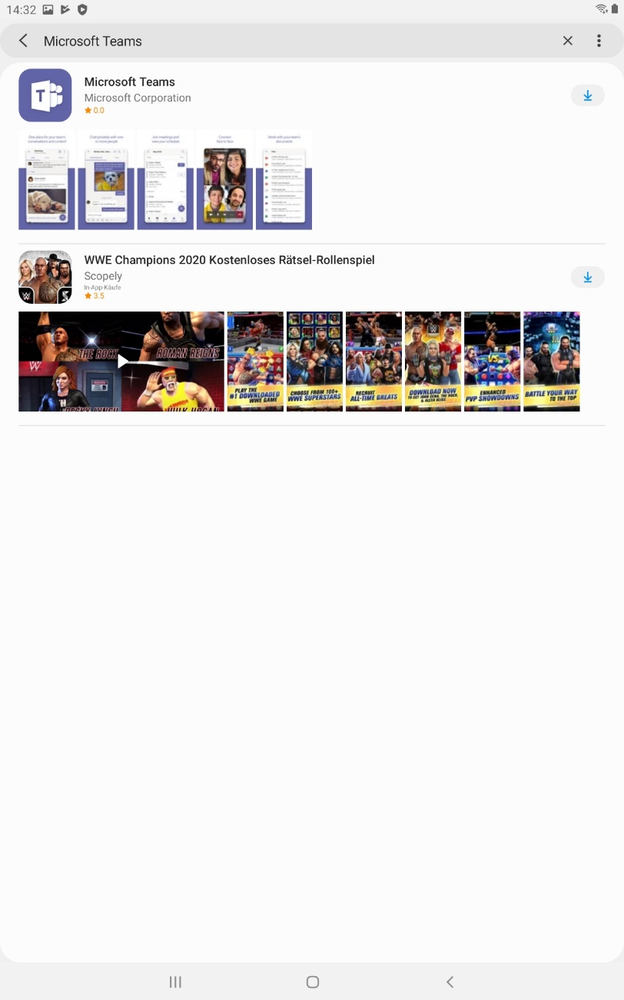 14:32
Microsoft Teams
Microsoft Teams
Microsoft Corporation
0.0
One place for your team's
conversations and content
Chat privately with one
or more people
Join meetings and
view your schedule
Connect
face to face
Work with your team's
documents
WWE Champions 2020 Kostenloses Rätsel-Rollenspiel
Scopely
In-App-Käufe
3.5
THE ROCK
ROMAN REIGNS
BECKY LYNCH
HULK HOGAN
PLAY THE
#1 DOWNLOADED
WWE GAME
CHOOSE FROM 100+
WWE SUPERSTARS
RECRUIT
ALL-TIME GREATS
DOWNLOAD NOW
TO GET JOHN CENA, THE ROCK,
& ALEXA BLISS
VS
ENHANCED
PVP SHOWDOWNS
BATTLE YOUR WAY
TO THE TOP